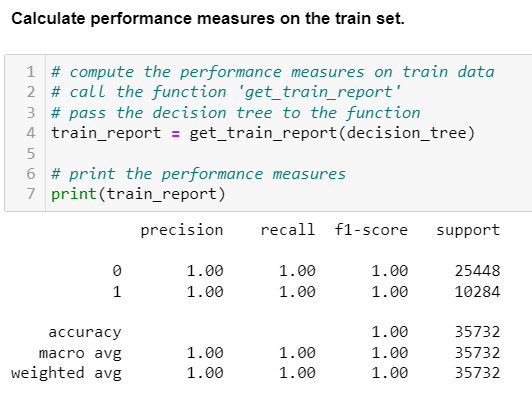 Calculate performance measures on the train set.
1 # compute the performance measures on train data
2 # call the function 'get_train_report'
3 # pass the decision tree to the function
4 train_report = get_train_report(decision_tree)
5
6 # print the performance measures
7 print(train_report)
precision recall f1-score support
0 1.00 1.00 1.00 25448
1 1.00 1.00 1.00 10284
accuracy 1.00 35732
macro avg 1.00 1.00 1.00 35732
weighted avg 1.00 1.00 1.00 35732